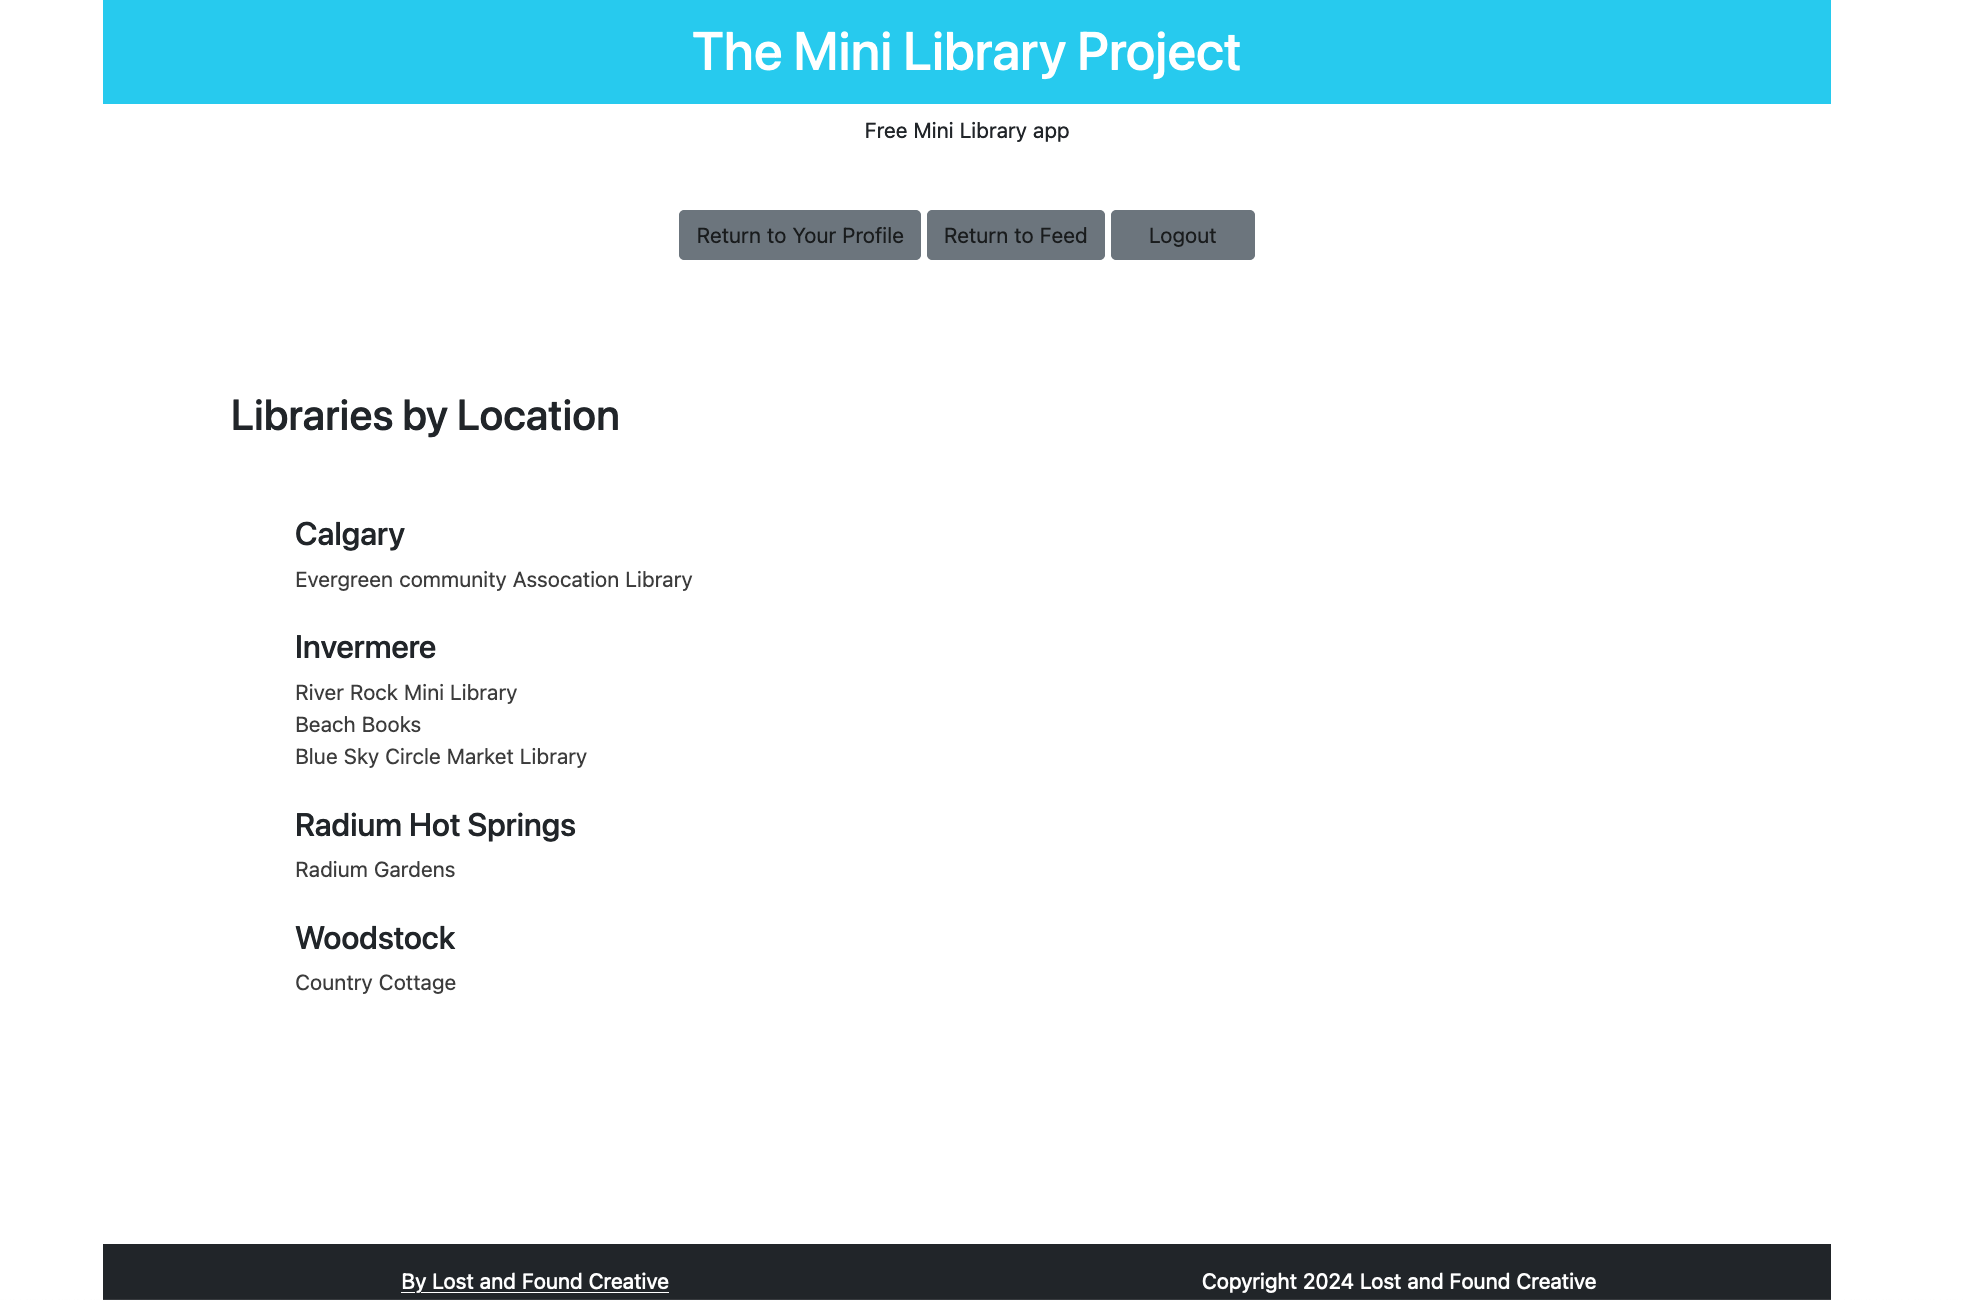 The Mini Library Project
Free Mini Library app
Return to Your Profile Return to Feed Logout
Libraries by Location
Calgary
Evergreen community Assocation Library
Invermere
River Rock Mini Library
Beach Books
Blue Sky Circle Market Library
Radium Hot Springs
Radium Gardens
Woodstock
Country Cottage
By Lost and Found Creative Copyright 2024 Lost and Found Creative